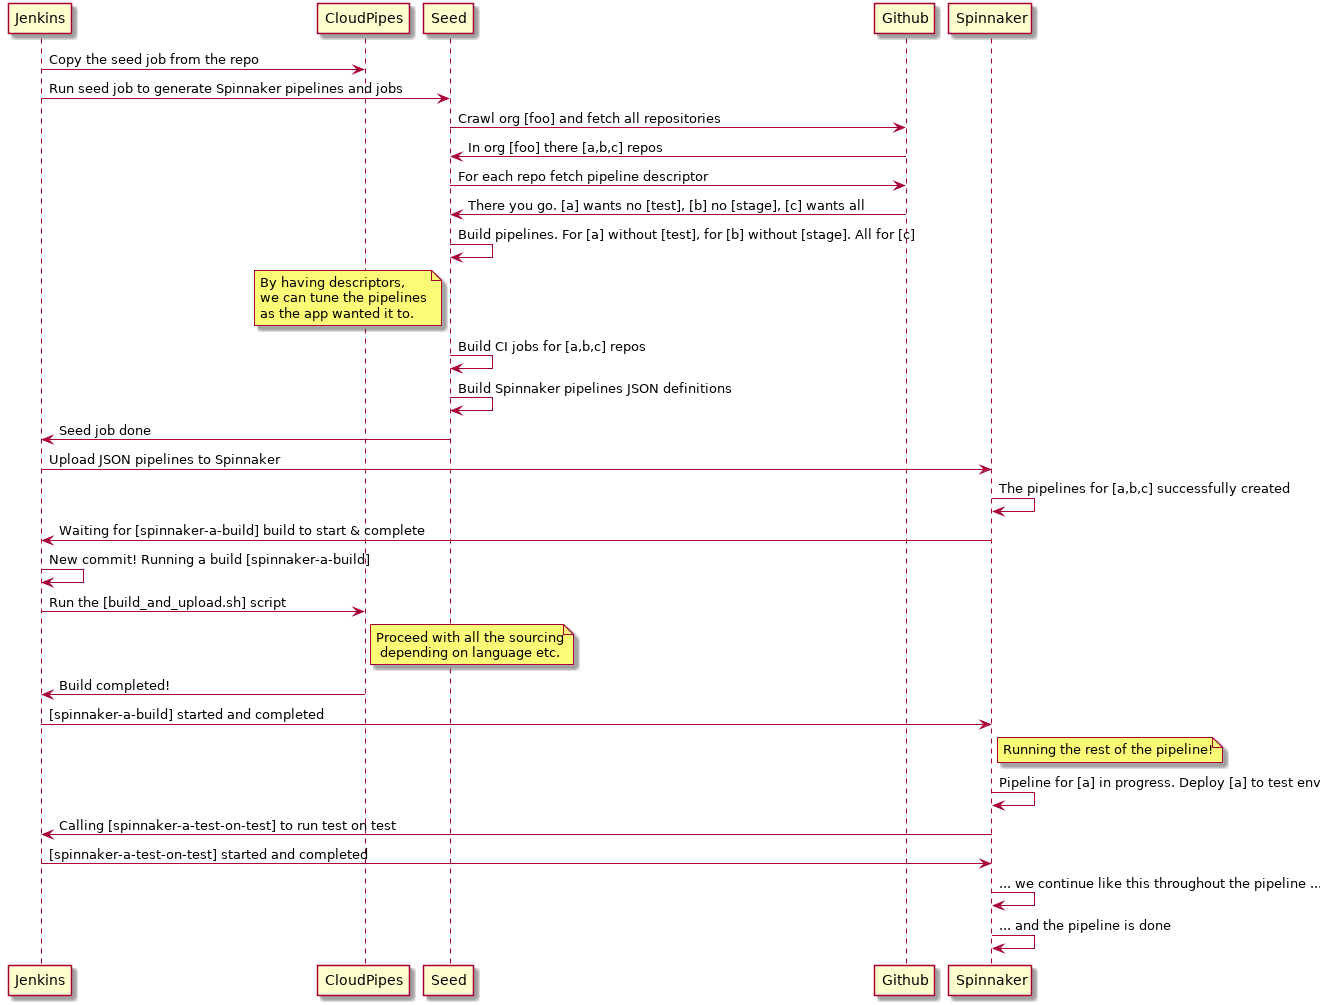 Jenkins
CloudPipes
Seed
Github
Spinnaker
Copy the seed job from the repo
Run seed job to generate Spinnaker pipelines and jobs
Crawl org [foo] and fetch all repositories
In org [foo] there [a,b,c] repos
For each repo fetch pipeline descriptor
There you go. [a] wants no [test], [b] no [stage], [c] wants all
Build pipelines. For [a] without [test], for [b] without [stage]. All for [c]
By having descriptors,
we can tune the pipelines
as the app wanted it to.
Build CI jobs for [a,b,c] repos
Build Spinnaker pipelines JSON definitions
Seed job done
Upload JSON pipelines to Spinnaker
The pipelines for [a,b,c] successfully created
Waiting for [spinnaker-a-build] build to start & complete
New commit! Running a build [spinnaker-a-build]
Run the [build_and_upload.sh] script
Proceed with all the sourcing
depending on language etc.
Build completed!
[spinnaker-a-build] started and completed
Running the rest of the pipeline!
Pipeline for [a] in progress. Deploy [a] to test env
Calling [spinnaker-a-test-on-test] to run test on test
[spinnaker-a-test-on-test] started and completed
... we continue like this throughout the pipeline ...
... and the pipeline is done
Jenkins
CloudPipes
Seed
Github
Spinnaker